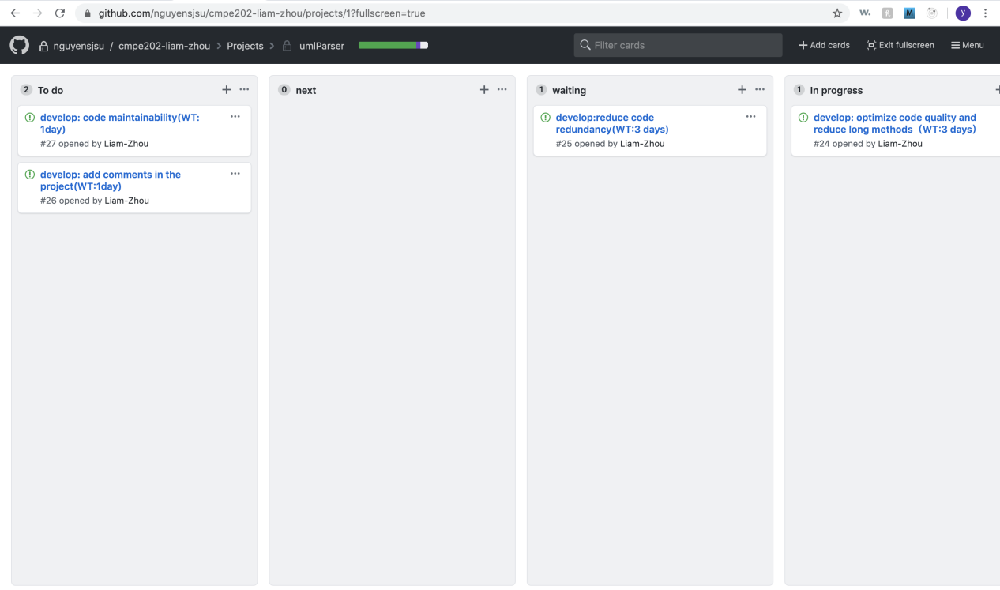 github.com/nguyensjsu/cmpe202-liam-zhou/projects/1?fullscreen=true
w.
M
y
nguyensjsu / cmpe202-liam-zhou > Projects > umlParser
Filter cards
Add cards
Exit fullscreen
Menu
2 To do
develop: code maintainability(WT:
1day)
#27 opened by Liam-Zhou
develop: add comments in the
project(WT:1day)
#26 opened by Liam-Zhou
0 next
1 waiting
develop:reduce code
redundancy(WT:3 days)
#25 opened by Liam-Zhou
1 In progress
develop: optimize code quality and
reduce long methods（WT:3 days）
#24 opened by Liam-Zhou